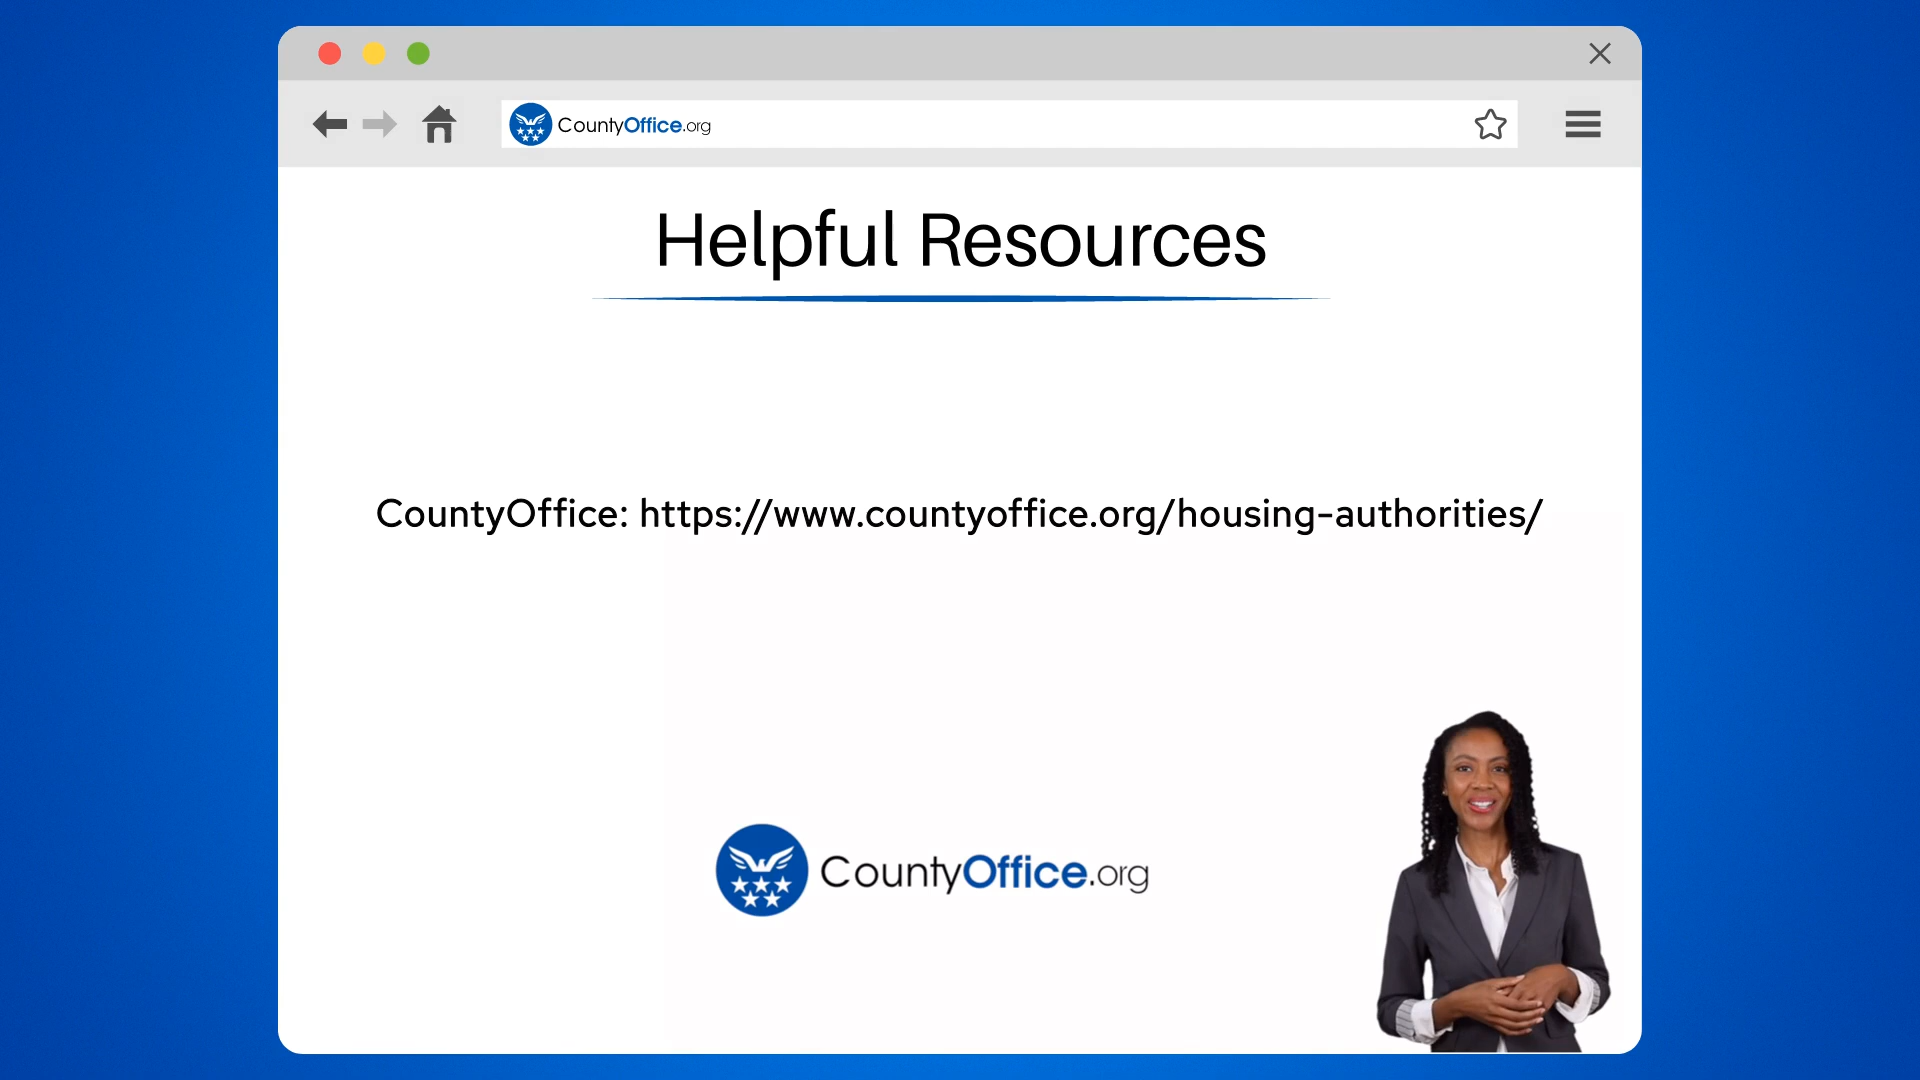 CountyOffice.org
Helpful Resources
CountyOffice: https://www.countyoffice.org/housing-authorities/
CountyOffice.org